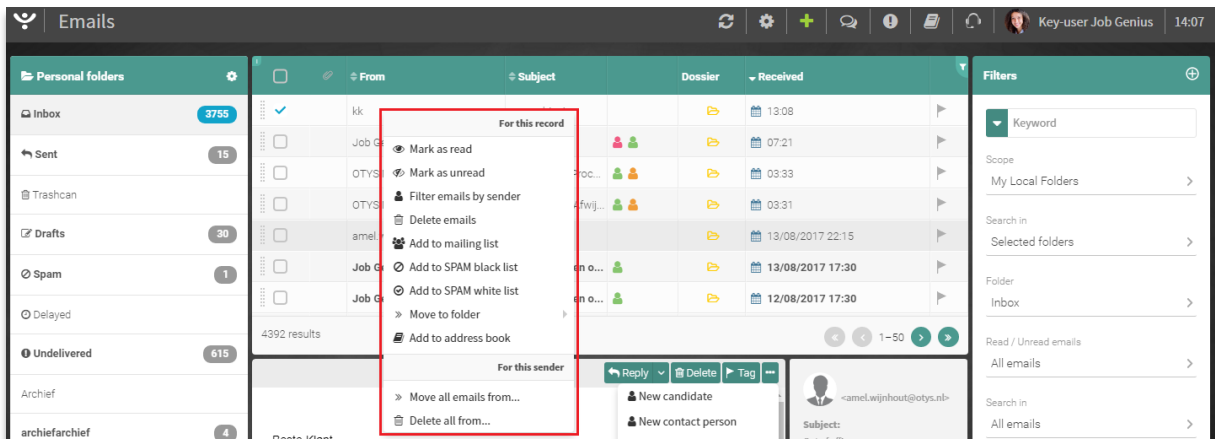 Emails
Key-user Job Genius
14:07
Personal folders
Inbox 3755
Sent 15
Trashcan
Drafts 30
Spam 1
Delayed
Undelivered 615
Archief
archiefarchief 4
From Subject Dossier Received
kk 13:08
Job 07:21
OTYS 03:33
OTYS 03:31
amel. 13/08/2017 22:15
Job 13/08/2017 17:30
Job 12/08/2017 17:30
4392 results 1-50
For this record
Mark as read
Mark as unread
Filter emails by sender
Delete emails
Add to mailing list
Add to SPAM black list
Add to SPAM white list
Move to folder
Add to address book
For this sender
Move all emails from...
Delete all from...
Reply Delete Tag
New candidate
New contact person
<amel.wijnhout@otys.nl>
Subject:
Filters
Keyword
Scope
My Local Folders
Search in
Selected folders
Folder
Inbox
Read / Unread emails
All emails
Search in
All emails